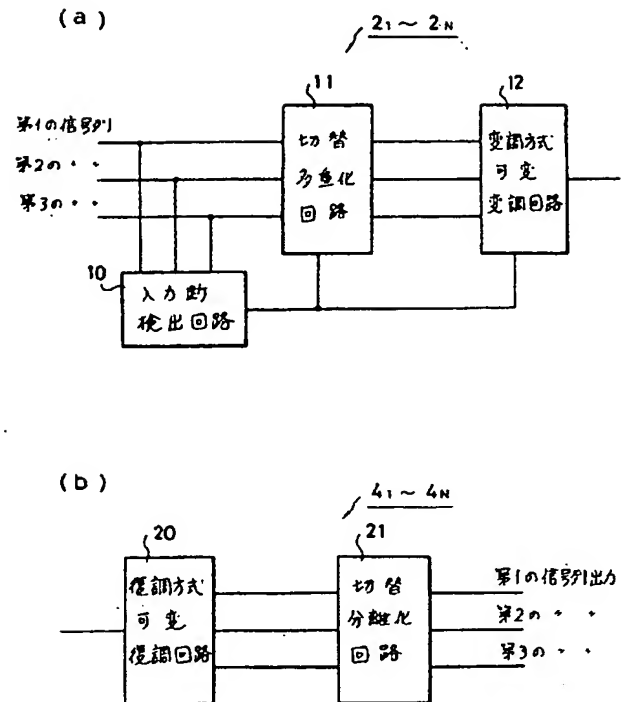 (a)
2₁～2N
11
12
第1の信号列
第2の〃 〃
第3の〃 〃
切替
多重化
回路
変調方式
可変
変調回路
10
入力断
検出回路
(b)
4₁～4N
20
21
復調方式
可変
復調回路
切替
分離化
回路
第1の信号列出力
第2の〃 〃
第3の〃 〃